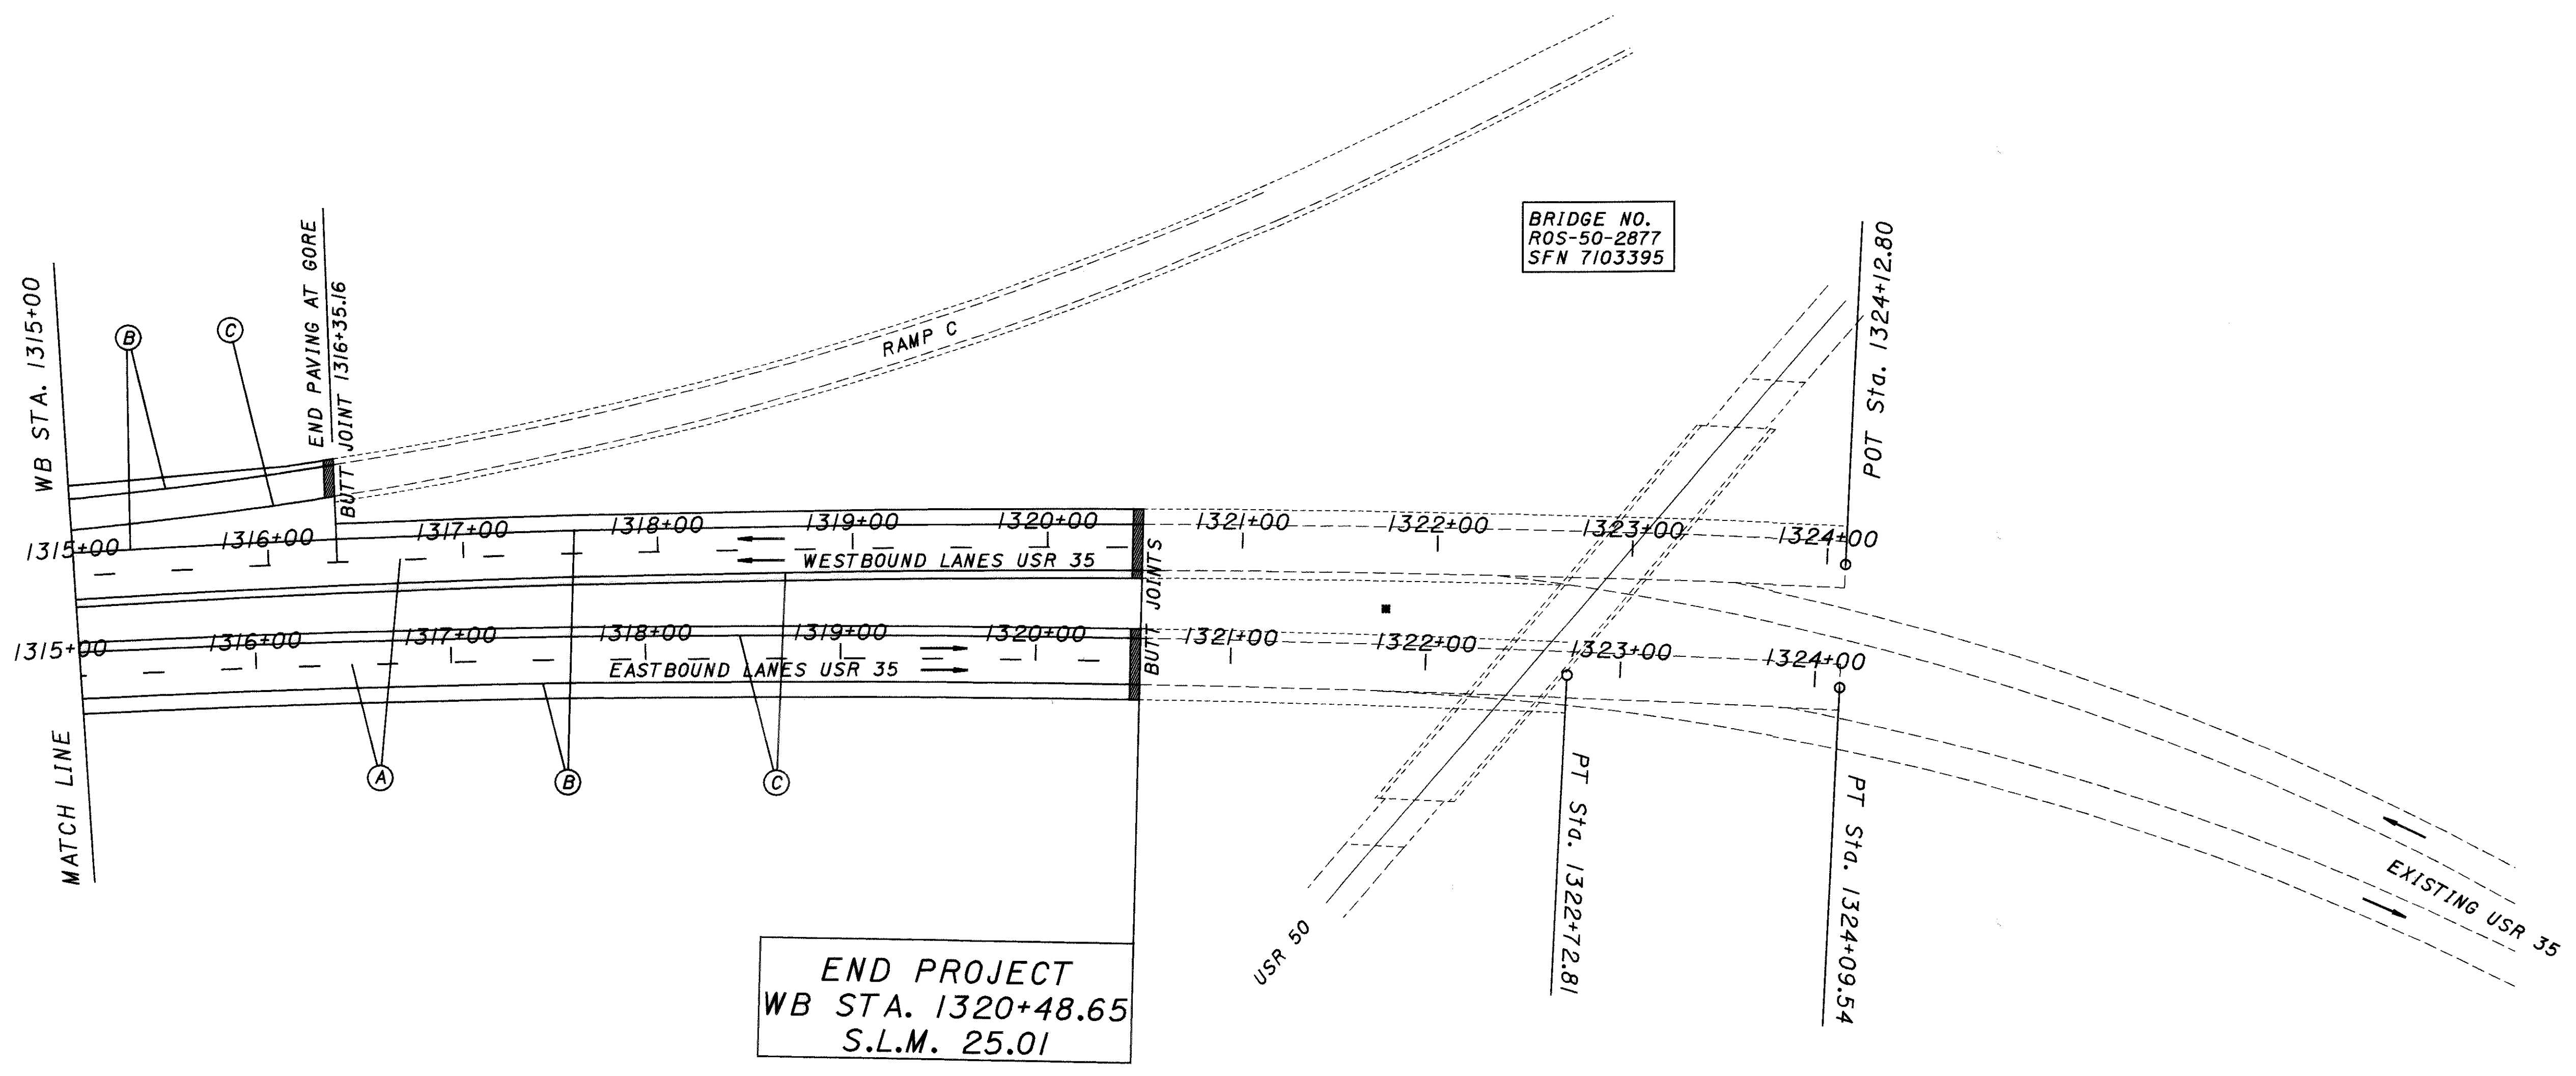 BRIDGE NO.
ROS-50-2877
SFN 7103395
WB STA. 1315+00
B
C
END PAVING AT GORE
BUTT JOINT 1316+35.16
RAMP C
POT Sta. 1324+12.80
1315+00
1316+00
1317+00
1318+00
1319+00
1320+00
1321+00
1322+00
1323+00
1324+00
WESTBOUND LANES USR 35
BUTT JOINTS
1315+00
1316+00
1317+00
1318+00
1319+00
1320+00
1321+00
1322+00
1323+00
1324+00
EASTBOUND LANES USR 35
MATCH LINE
A
B
C
PT Sta. 1322+72.81
PT Sta. 1324+09.54
EXISTING USR 35
USR 50
END PROJECT
WB STA. 1320+48.65
S.L.M. 25.01